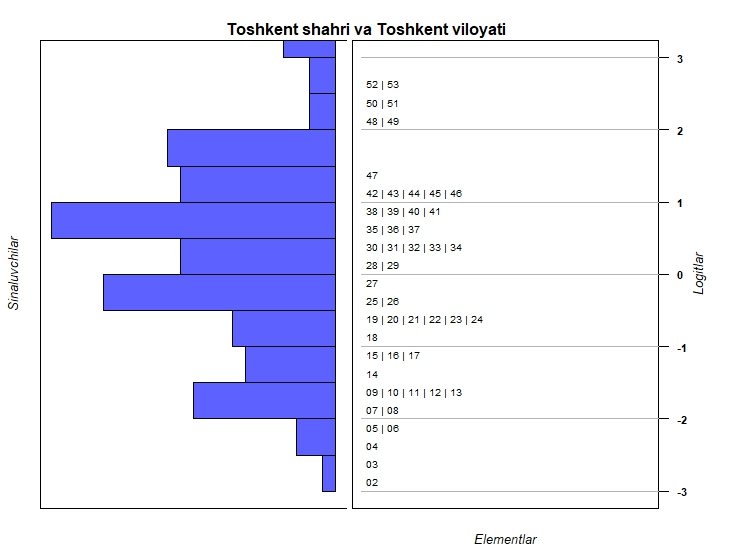 Toshkent shahri va Toshkent viloyati
3
52 | 53
50 | 51
48 | 49
2
47
42 | 43 | 44 | 45 | 46
1
38 | 39 | 40 | 41
35 | 36 | 37
30 | 31 | 32 | 33 | 34
28 | 29
0
27
25 | 26
19 | 20 | 21 | 22 | 23 | 24
18
-1
15 | 16 | 17
14
09 | 10 | 11 | 12 | 13
07 | 08
-2
05 | 06
04
03
02
-3
Sinaluvchilar
Logitlar
Elementlar